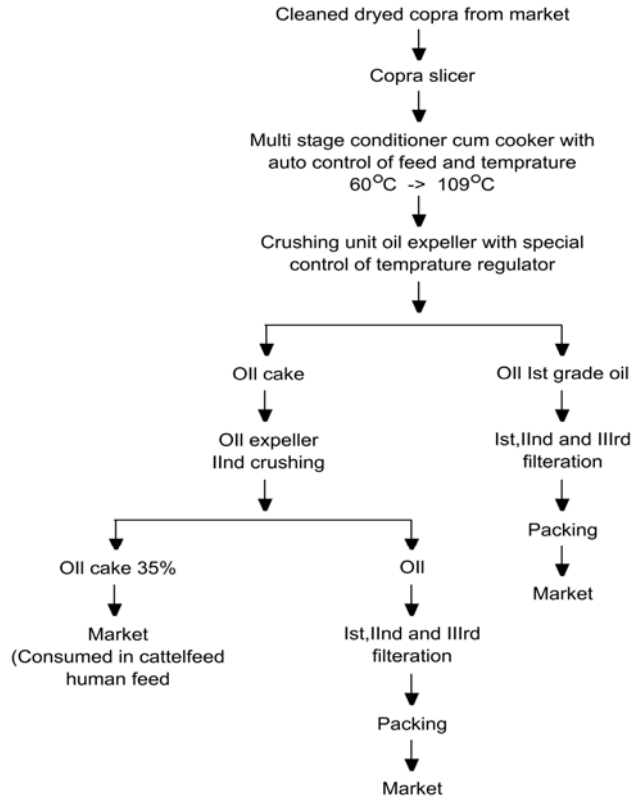 Cleaned dryed copra from market
Copra slicer
Multi stage conditioner cum cooker with
auto control of feed and temprature
60°C -> 109°C
Crushing unit oil expeller with special
control of temprature regulator
OIl cake
OIl Ist grade oil
OIl expeller
IInd crushing
Ist,IInd and IIIrd
filteration
Packing
Market
OIl cake 35%
OIl
Market
(Consumed in cattelfeed
human feed
Ist,IInd and IIIrd
filteration
Packing
Market